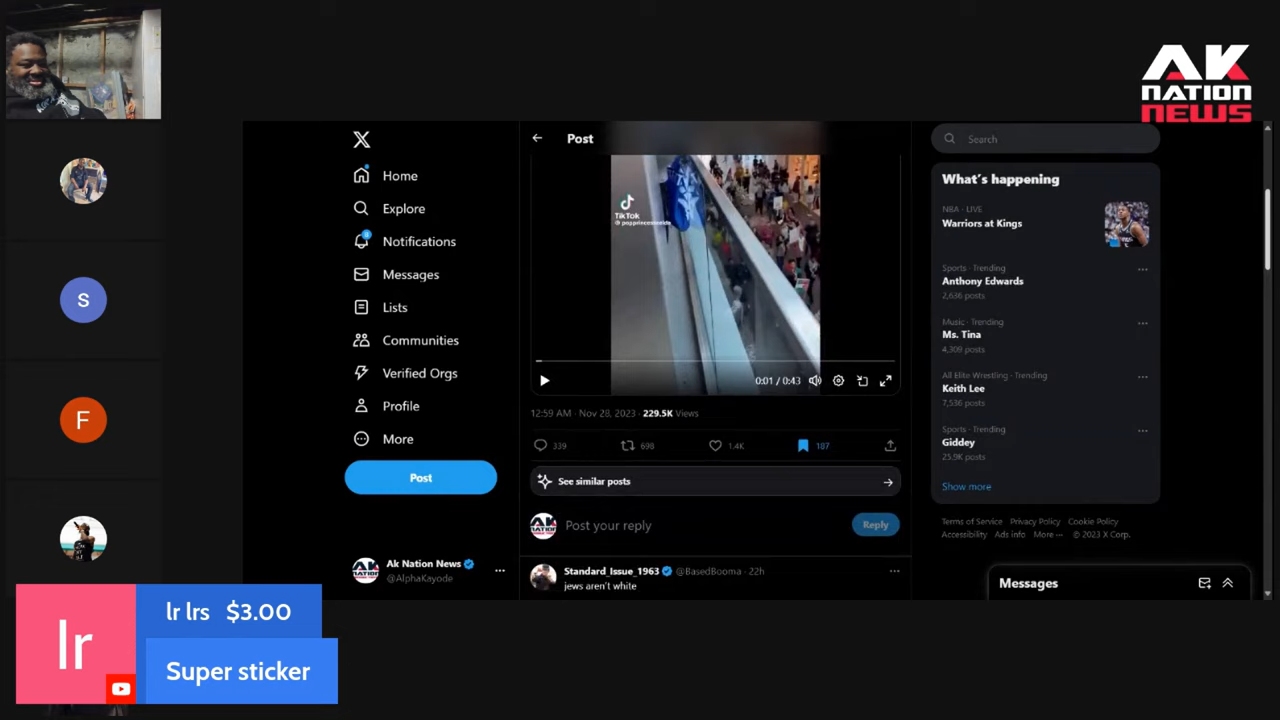 AK
NATION
NEWS
X
Home
Explore
Notifications
Messages
Lists
Communities
Verified Orgs
Profile
More
Post
Ak Nation News
@AlphaKayode
Post
TikTok
0:01 / 0:43
12:59 AM · Nov 28, 2023 · 229.5K Views
339
698
1.4K
187
See similar posts
AK NATION NEWS
Post your reply
Reply
Standard_Issue_1963 @BasedBooma · 22h
jews aren't white
Search
What's happening
NBA · LIVE
Warriors at Kings
Sports · Trending
Anthony Edwards
2,636 posts
Music · Trending
Ms. Tina
4,309 posts
All Elite Wrestling · Trending
Keith Lee
7,536 posts
Sports · Trending
Giddey
25.9K posts
Show more
Terms of Service Privacy Policy Cookie Policy
Accessibility Ads info More ··· © 2023 X Corp.
Messages
S
F
lr
lr lrs $3.00
Super sticker